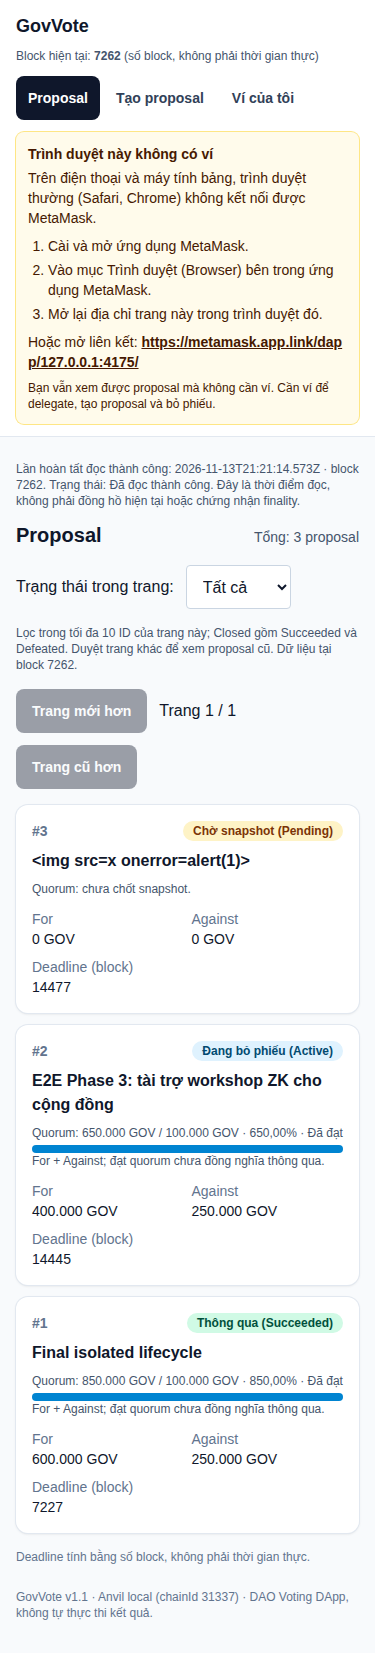 GovVote
Block hiện tại: 7262 (số block, không phải thời gian thực)
Proposal
Tạo proposal
Ví của tôi
Trình duyệt này không có ví
Trên điện thoại và máy tính bảng, trình duyệt
thường (Safari, Chrome) không kết nối được
MetaMask.
1. Cài và mở ứng dụng MetaMask.
2. Vào mục Trình duyệt (Browser) bên trong ứng
dụng MetaMask.
3. Mở lại địa chỉ trang này trong trình duyệt đó.
Hoặc mở liên kết: https://metamask.app.link/dap
p/127.0.0.1:4175/
Bạn vẫn xem được proposal mà không cần ví. Cần ví để
delegate, tạo proposal và bỏ phiếu.
Lần hoàn tất đọc thành công: 2026-11-13T21:21:14.573Z · block
7262. Trạng thái: Đã đọc thành công. Đây là thời điểm đọc,
không phải đồng hồ hiện tại hoặc chứng nhận finality.
Proposal
Tổng: 3 proposal
Trạng thái trong trang:
Tất cả
Lọc trong tối đa 10 ID của trang này; Closed gồm Succeeded và
Defeated. Duyệt trang khác để xem proposal cũ. Dữ liệu tại
block 7262.
Trang mới hơn
Trang 1 / 1
Trang cũ hơn
#3
Chờ snapshot (Pending)
<img src=x onerror=alert(1)>
Quorum: chưa chốt snapshot.
For
Against
0 GOV
0 GOV
Deadline (block)
14477
#2
Đang bỏ phiếu (Active)
E2E Phase 3: tài trợ workshop ZK cho
cộng đồng
Quorum: 650.000 GOV / 100.000 GOV · 650,00% · Đã đạt
For + Against; đạt quorum chưa đồng nghĩa thông qua.
For
Against
400.000 GOV
250.000 GOV
Deadline (block)
14445
#1
Thông qua (Succeeded)
Final isolated lifecycle
Quorum: 850.000 GOV / 100.000 GOV · 850,00% · Đã đạt
For + Against; đạt quorum chưa đồng nghĩa thông qua.
For
Against
600.000 GOV
250.000 GOV
Deadline (block)
7227
Deadline tính bằng số block, không phải thời gian thực.
GovVote v1.1 · Anvil local (chainId 31337) · DAO Voting DApp,
không tự thực thi kết quả.